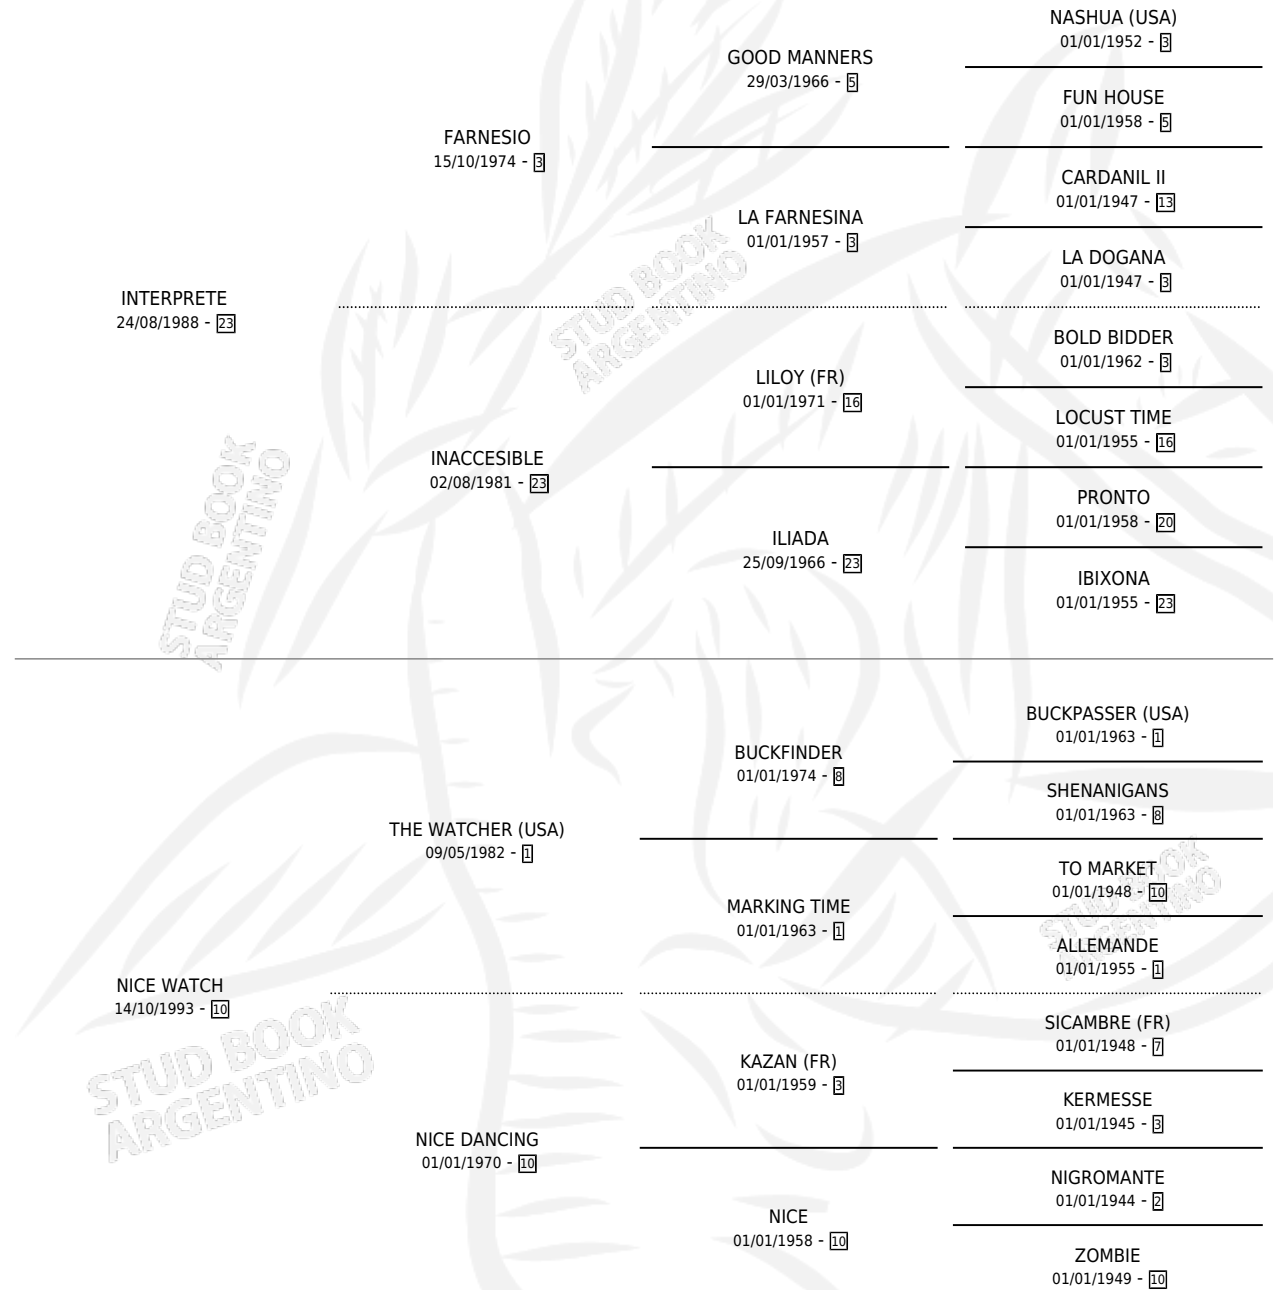 NASHUA (USA)
01/01/1952 - 3
GOOD MANNERS
29/03/1966 - 5
FUN HOUSE
01/01/1958 - 5
FARNESIO
15/10/1974 - 3
CARDANIL II
01/01/1947 - 13
LA FARNESINA
01/01/1957 - 3
LA DOGANA
01/01/1947 - 3
INTERPRETE
24/08/1988 - 23
BOLD BIDDER
01/01/1962 - 3
LILOY (FR)
01/01/1971 - 16
LOCUST TIME
01/01/1955 - 16
INACCESIBLE
02/08/1981 - 23
PRONTO
01/01/1958 - 20
ILIADA
25/09/1966 - 23
IBIXONA
01/01/1955 - 23
STUD BOOK
ARGENTINO
STUD BOOK
ARGENTINO
BUCKPASSER (USA)
01/01/1963 - 1
BUCKFINDER
01/01/1974 - 8
SHENANIGANS
01/01/1963 - 8
THE WATCHER (USA)
09/05/1982 - 1
TO MARKET
01/01/1948 - 10
MARKING TIME
01/01/1963 - 1
ALLEMANDE
01/01/1955 - 1
NICE WATCH
14/10/1993 - 10
SICAMBRE (FR)
01/01/1948 - 7
KAZAN (FR)
01/01/1959 - 3
KERMESSE
01/01/1945 - 3
NICE DANCING
01/01/1970 - 10
NIGROMANTE
01/01/1944 - 2
NICE
01/01/1958 - 10
ZOMBIE
01/01/1949 - 10
STUD BOOK
ARGENTINO
STUD BOOK
ARGENTINO